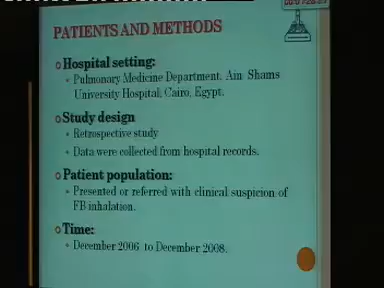 PATIENTS AND METHODS
Hospital setting:
Pulmonary Medicine Department, Ain Shams
University Hospital, Cairo, Egypt.
Study design
Retrospective study
Data were collected from hospital records.
Patient population:
Presented or referred with clinical suspicion of
FB inhalation.
Time:
December 2006 to December 2008.